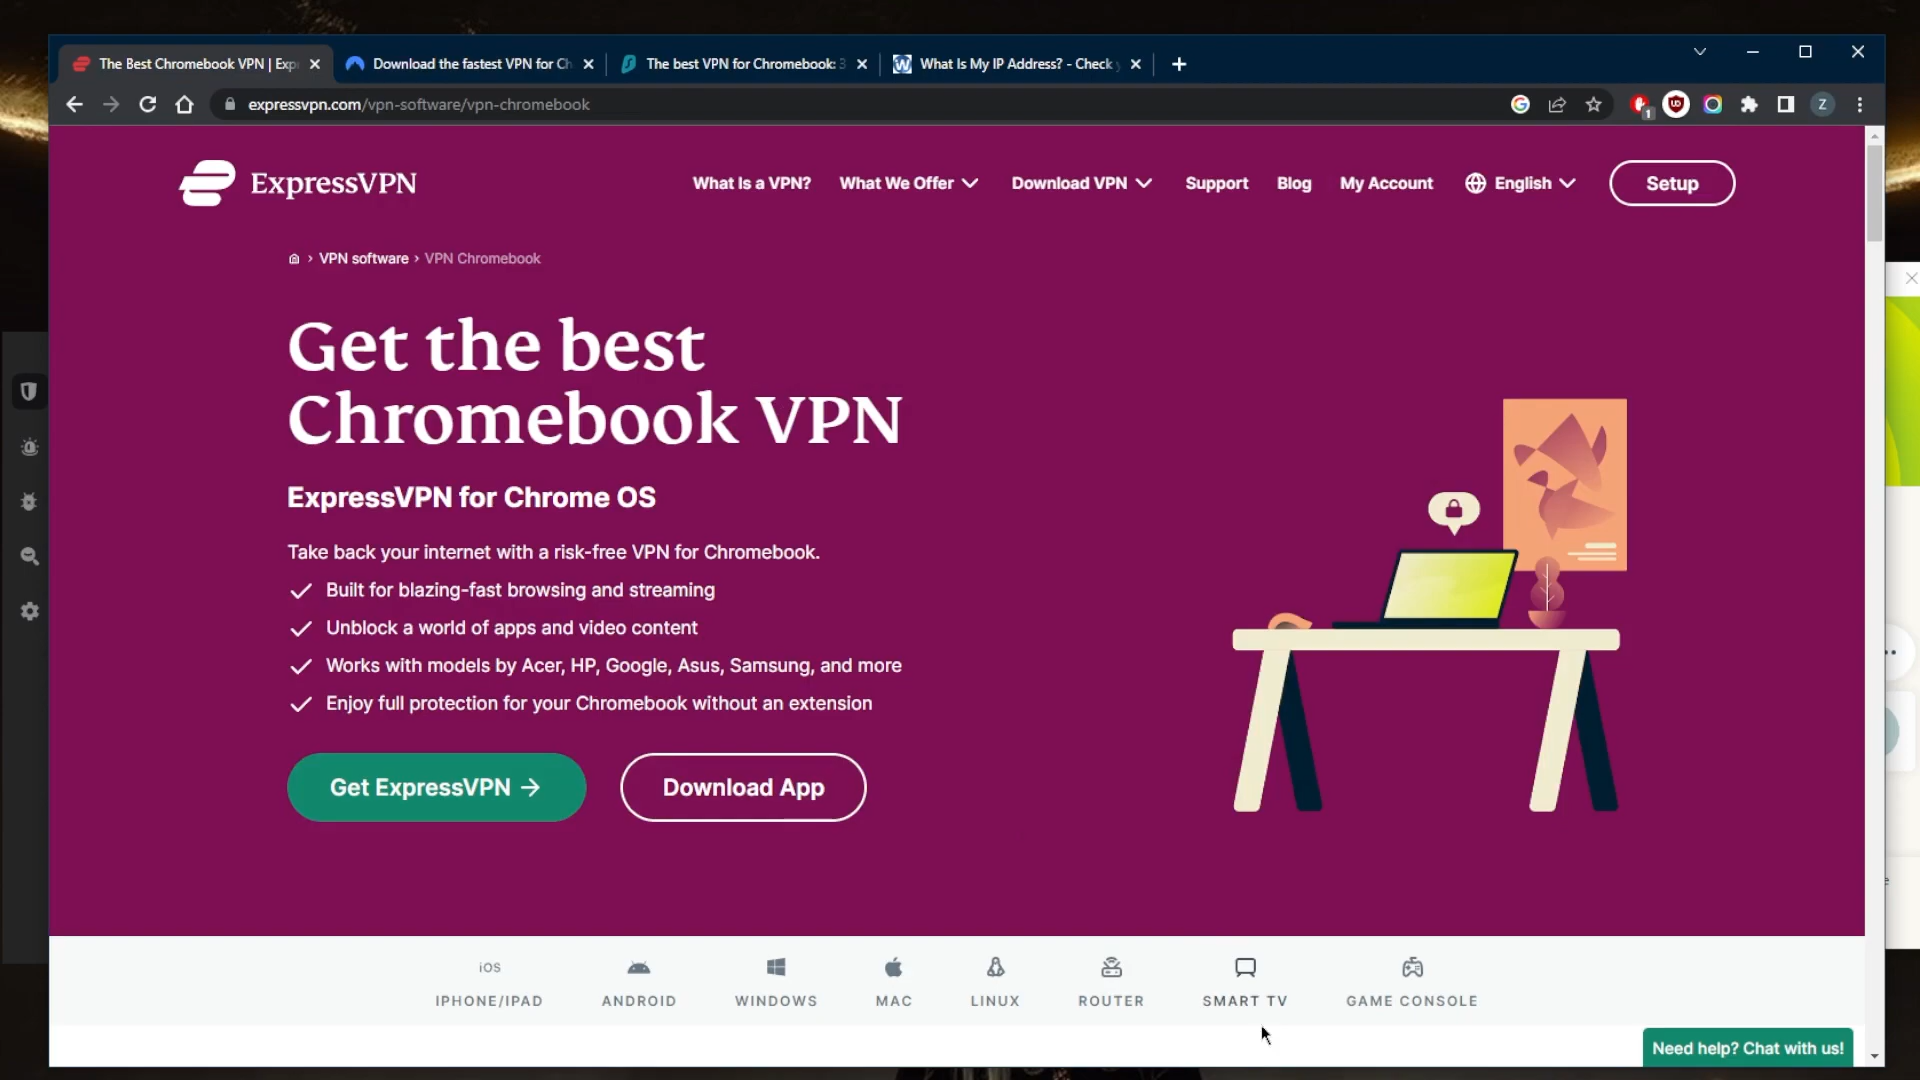 The Best Chromebook VPN | Exp
Download the fastest VPN for Ch
The best VPN for Chromebook: 3
What Is My IP Address? - Check y
expressvpn.com/vpn-software/vpn-chromebook
1
Z
ExpressVPN
What Is a VPN?
What We Offer
Download VPN
Support
Blog
My Account
English
Setup
› VPN software › VPN Chromebook
Get the best
Chromebook VPN
ExpressVPN for Chrome OS
Take back your internet with a risk-free VPN for Chromebook.
Built for blazing-fast browsing and streaming
Unblock a world of apps and video content
Works with models by Acer, HP, Google, Asus, Samsung, and more
Enjoy full protection for your Chromebook without an extension
Get ExpressVPN →
Download App
iOS
IPHONE/IPAD
ANDROID
WINDOWS
MAC
LINUX
ROUTER
SMART TV
GAME CONSOLE
Need help? Chat with us!